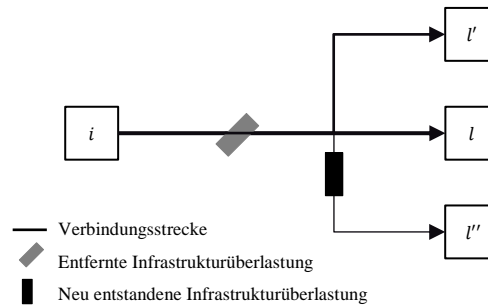 l′
i
l
l′′
Verbindungsstrecke
Entfernte Infrastrukturüberlastung
Neu entstandene Infrastrukturüberlastung